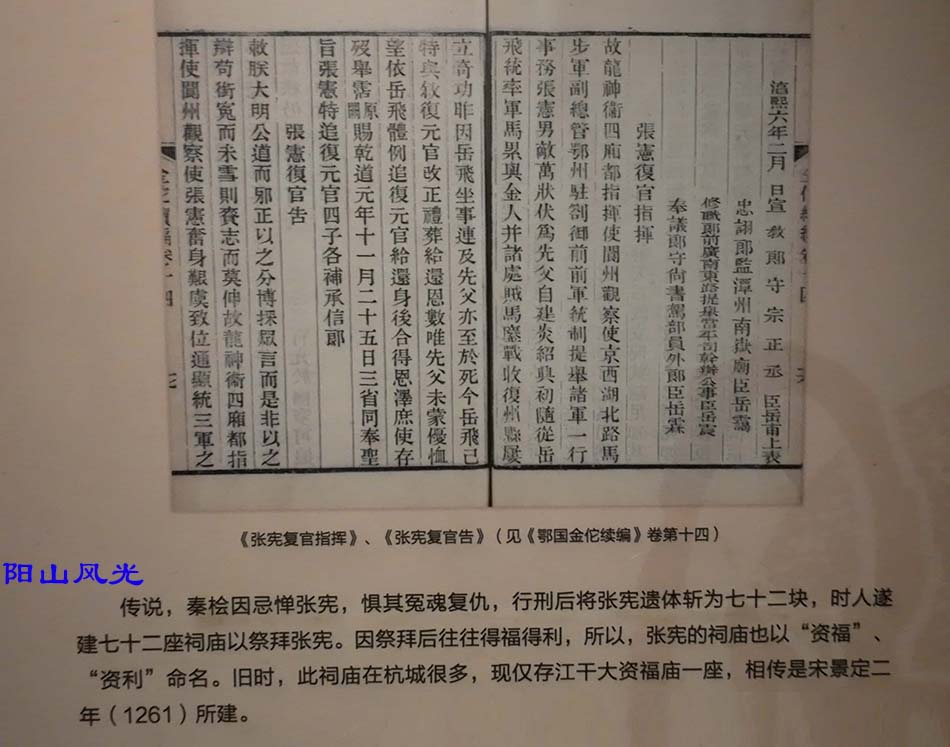 湻熙六年二月 日宣教郎守宗正丞 臣岳甫上表
忠翊郎監潭州南嶽廟臣岳靄
修職郎前廣南東路提舉常平司幹辦公事臣岳震
奉議郎守尚書駕部員外郎臣岳霖
張憲復官指揮
故龍神衛四廂都指揮使閬州觀察使京西湖北路馬
步軍副總管鄂州駐劄御前前軍統制提舉諸軍一行
事務張憲男敵萬狀伏爲先父自建炎紹興初隨從岳
飛統率軍馬累與金人并諸處賊馬鏖戰收復州縣屢
立奇功昨因岳飛坐事連及先父亦至於死今岳飛已
特與敘復元官改正禮葬給還恩數唯先父未蒙優恤
望依岳飛體例追復元官給還身後合得恩澤庶使存
歿舉霑原闕賜乾道元年十一月二十五日三省同奉聖
旨張憲特追復元官四子各補承信郎
張憲復官告
敕朕大明公道而邪正以之分博採眾言而是非以之
辯苟銜冤而未雪則賚志而莫伸故龍神衛四廂都指
揮使閬州觀察使張憲奮身艱虞致位通顯統三軍之
《张宪复官指挥》、《张宪复官告》（见《鄂国金佗续编》卷第十四）
阳山风光
传说，秦桧因忌惮张宪，惧其冤魂复仇，行刑后将张宪遗体斩为七十二块，时人遂
建七十二座祠庙以祭拜张宪。因祭拜后往往得福得利，所以，张宪的祠庙也以“资福”、
“资利”命名。旧时，此祠庙在杭城很多，现仅存江干大资福庙一座，相传是宋景定二
年（1261）所建。